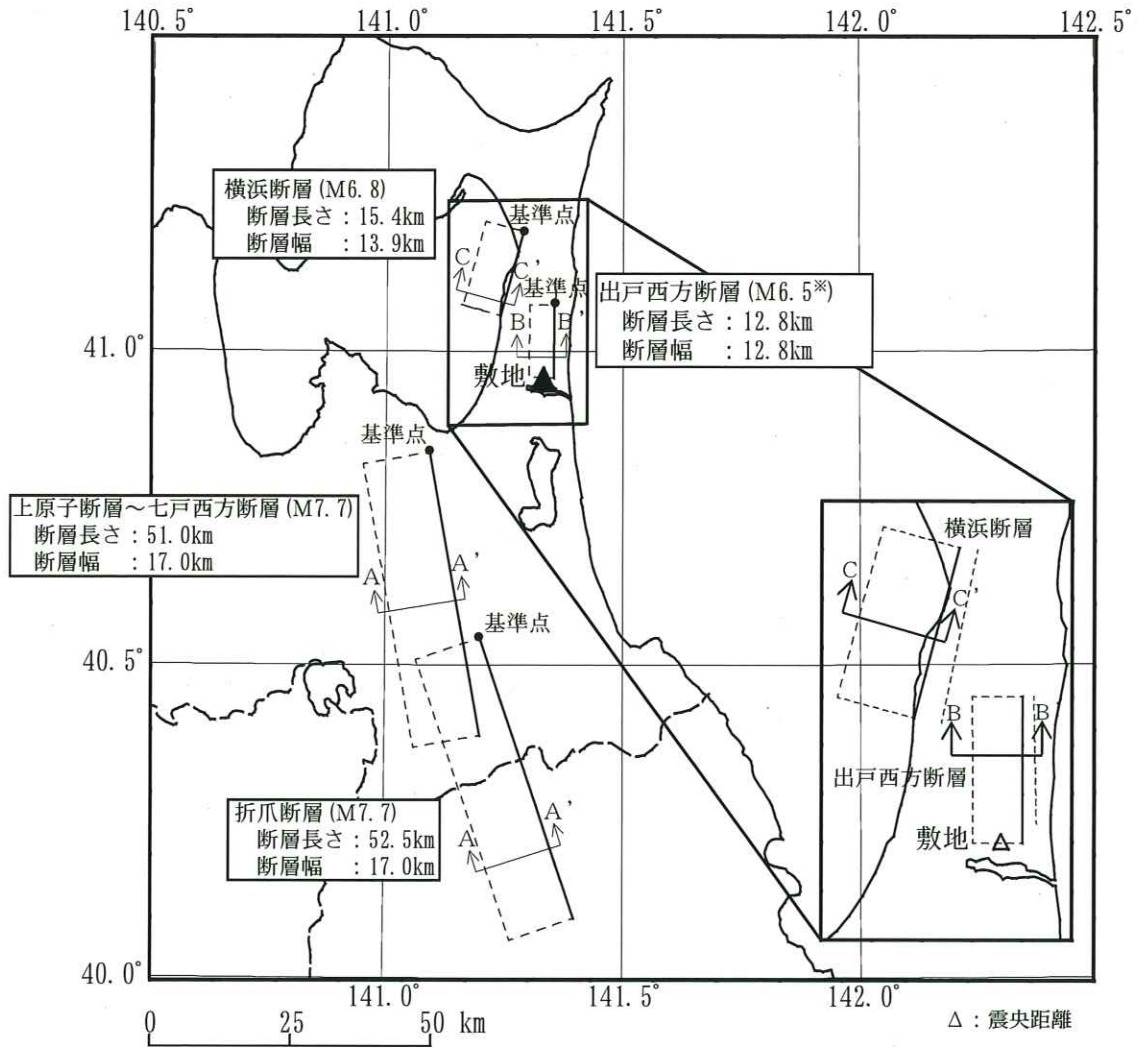 140.5°
141.0°
141.5°
142.0°
142.5°
横浜断層(M6.8)
断層長さ:15.4km
断層幅 :13.9km
基準点
C
C'
基準点
出戸西方断層(M6.5※)
断層長さ:12.8km
断層幅 :12.8km
B
B'
41.0°
敷地
基準点
上原子断層~七戸西方断層(M7.7)
断層長さ:51.0km
断層幅 :17.0km
横浜断層
C
C'
A
A'
基準点
B
B
40.5°
出戸西方断層
折爪断層(M7.7)
断層長さ:52.5km
断層幅 :17.0km
A
A'
敷地
40.0°
141.0°
141.5°
142.0°
0
25
50 km
Δ:震央距離